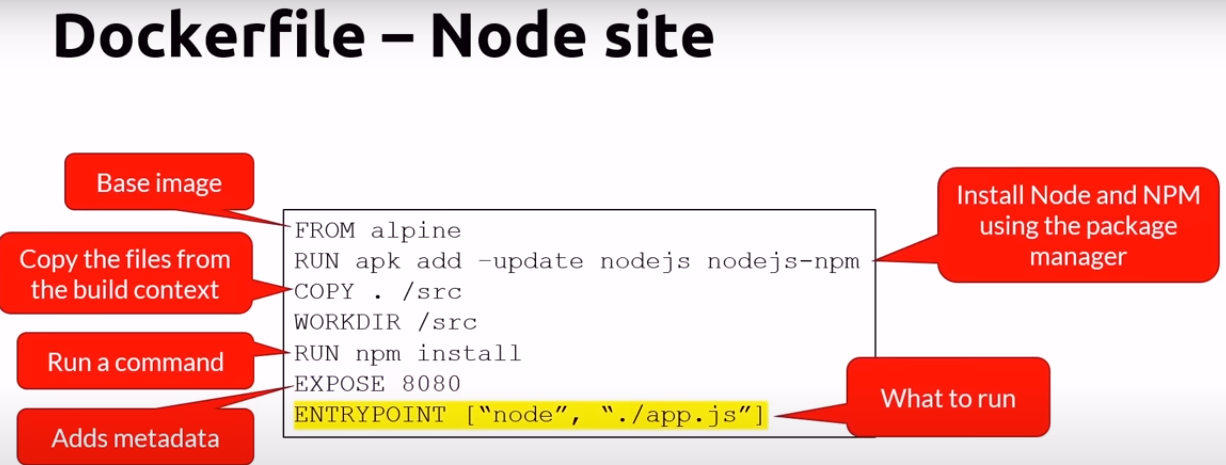 Dockerfile – Node site
Base image
Copy the files from
the build context
Run a command
Adds metadata
FROM alpine
RUN apk add –update nodejs nodejs-npm
COPY . /src
WORKDIR /src
RUN npm install
EXPOSE 8080
ENTRYPOINT [“node”, “./app.js”]
Install Node and NPM
using the package
manager
What to run